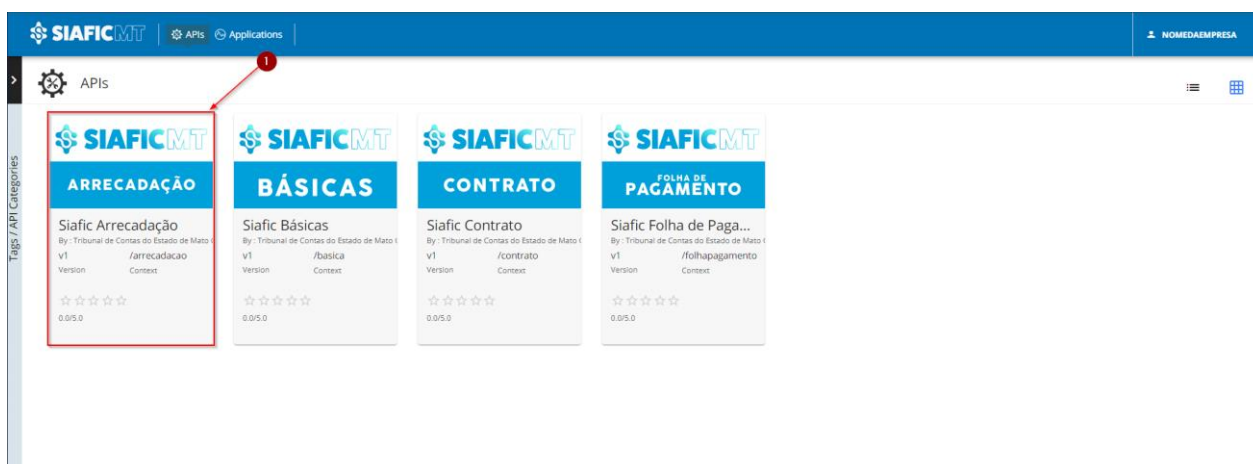 SIAFICMT
APIs
Applications
NOMEDAEMPRESA
1
APIs
Tags / API Categories
SIAFICMT
ARRECADAÇÃO
Siafic Arrecadação
By : Tribunal de Contas do Estado de Mato
v1 /arrecadacao
Version Context
0.0/5.0
SIAFICMT
BÁSICAS
Siafic Básicas
By : Tribunal de Contas do Estado de Mato
v1 /basica
Version Context
0.0/5.0
SIAFICMT
CONTRATO
Siafic Contrato
By : Tribunal de Contas do Estado de Mato
v1 /contrato
Version Context
0.0/5.0
SIAFICMT
FOLHA DE
PAGAMENTO
Siafic Folha de Paga...
By : Tribunal de Contas do Estado de Mato
v1 /folhapagamento
Version Context
0.0/5.0